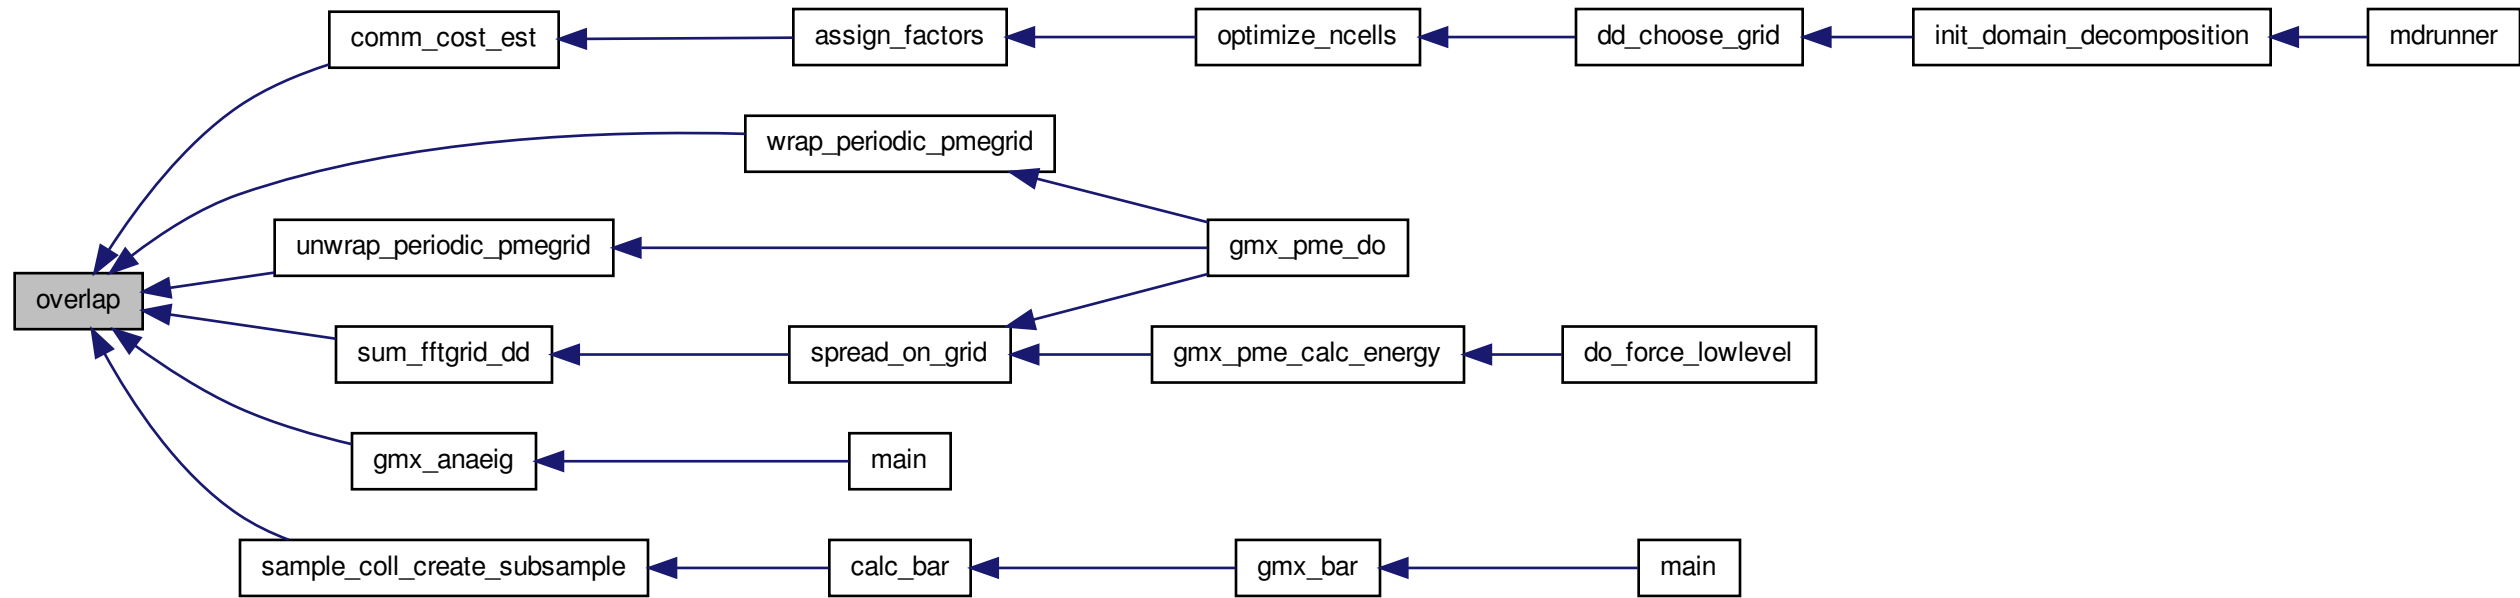 comm_cost_est
assign_factors
optimize_ncells
dd_choose_grid
init_domain_decomposition
mdrunner
wrap_periodic_pmegrid
unwrap_periodic_pmegrid
gmx_pme_do
overlap
sum_fftgrid_dd
spread_on_grid
gmx_pme_calc_energy
do_force_lowlevel
gmx_anaeig
main
sample_coll_create_subsample
calc_bar
gmx_bar
main